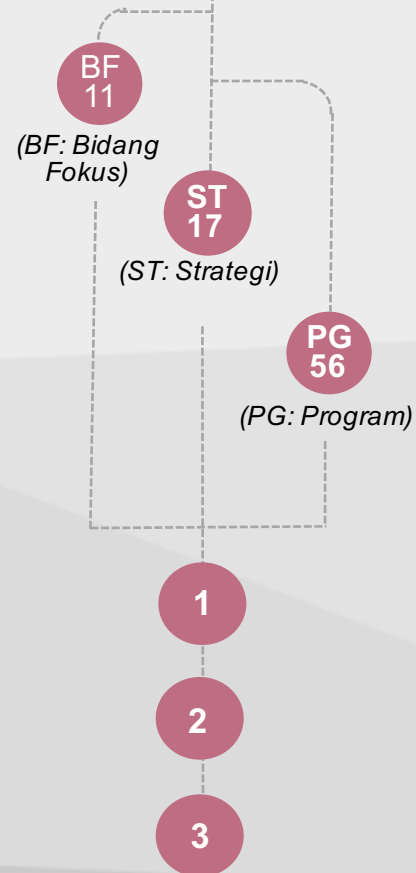 BF
11
(BF: Bidang
Fokus)
ST
17
(ST: Strategi)
PG
56
(PG: Program)
1
2
3